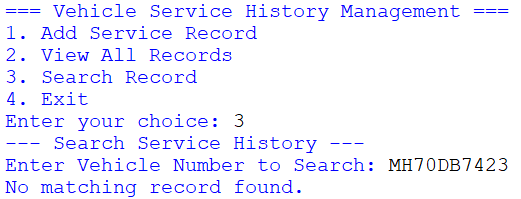 === Vehicle Service History Management ===
1. Add Service Record
2. View All Records
3. Search Record
4. Exit
Enter your choice: 3
--- Search Service History ---
Enter Vehicle Number to Search: MH70DB7423
No matching record found.